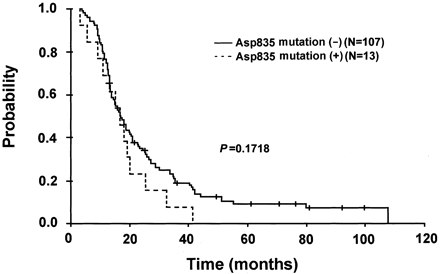 1.0
0.8
0.6
0.4
0.2
0.0
Probability
Asp835 mutation (−) (N=107)
Asp835 mutation (+) (N=13)
P=0.1718
0 20 40 60 80 100 120
Time (months)